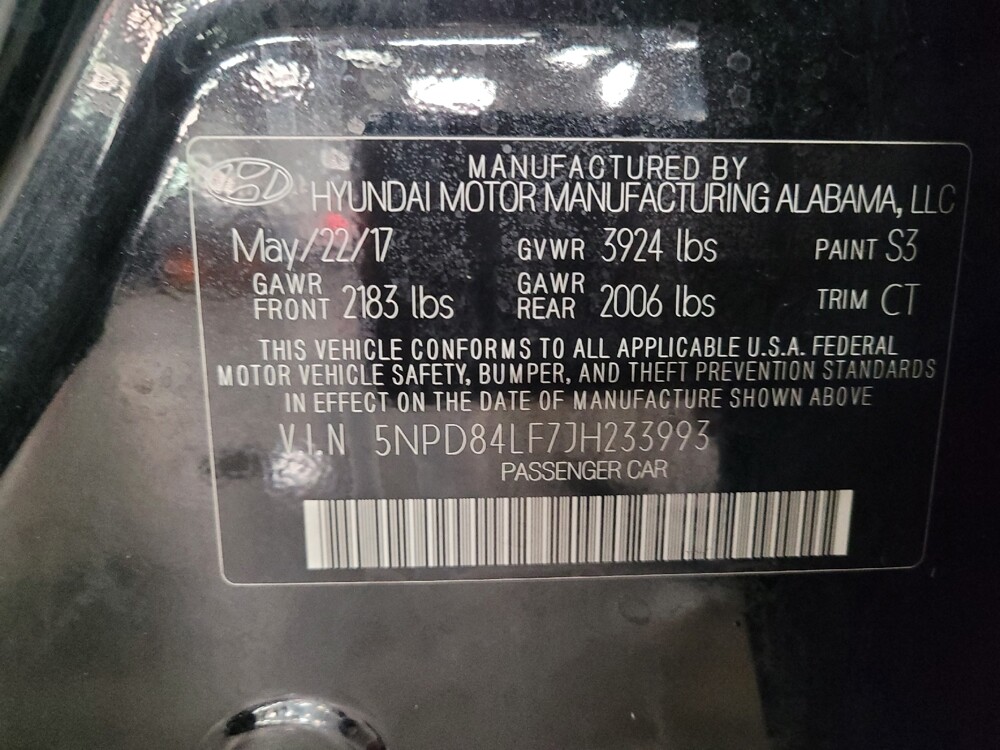 MANUFACTURED BY
HYUNDAI MOTOR MANUFACTURING ALABAMA, LLC
May/22/17 GVWR 3924 lbs PAINT S3
GAWR FRONT 2183 lbs GAWR REAR 2006 lbs TRIM CT
THIS VEHICLE CONFORMS TO ALL APPLICABLE U.S.A. FEDERAL
MOTOR VEHICLE SAFETY, BUMPER, AND THEFT PREVENTION STANDARDS
IN EFFECT ON THE DATE OF MANUFACTURE SHOWN ABOVE
V.I.N 5NPD84LF7JH233993
PASSENGER CAR